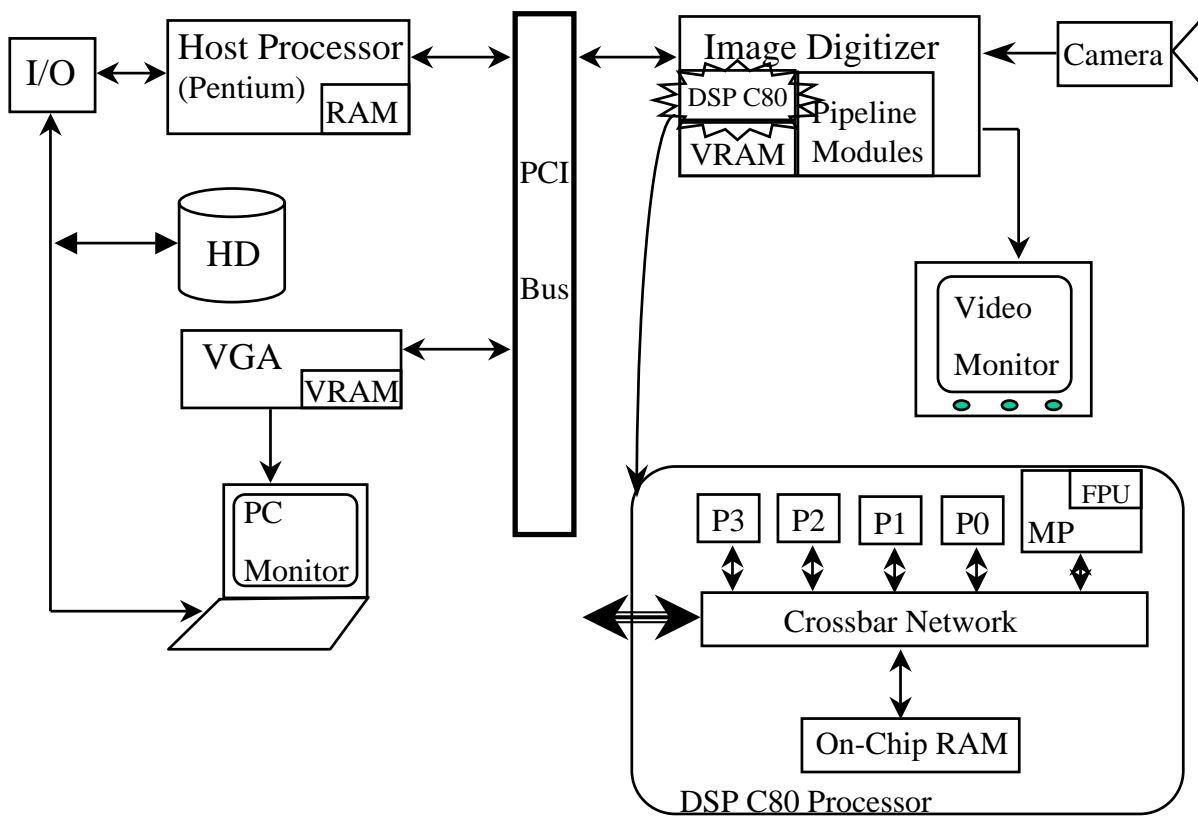 I/O
Host Processor
(Pentium)
RAM
PCI
Bus
Image Digitizer
DSP C80
Pipeline
Modules
VRAM
Camera
HD
VGA
VRAM
Video
Monitor
PC
Monitor
P3
P2
P1
P0
FPU
MP
Crossbar Network
On-Chip RAM
DSP C80 Processor